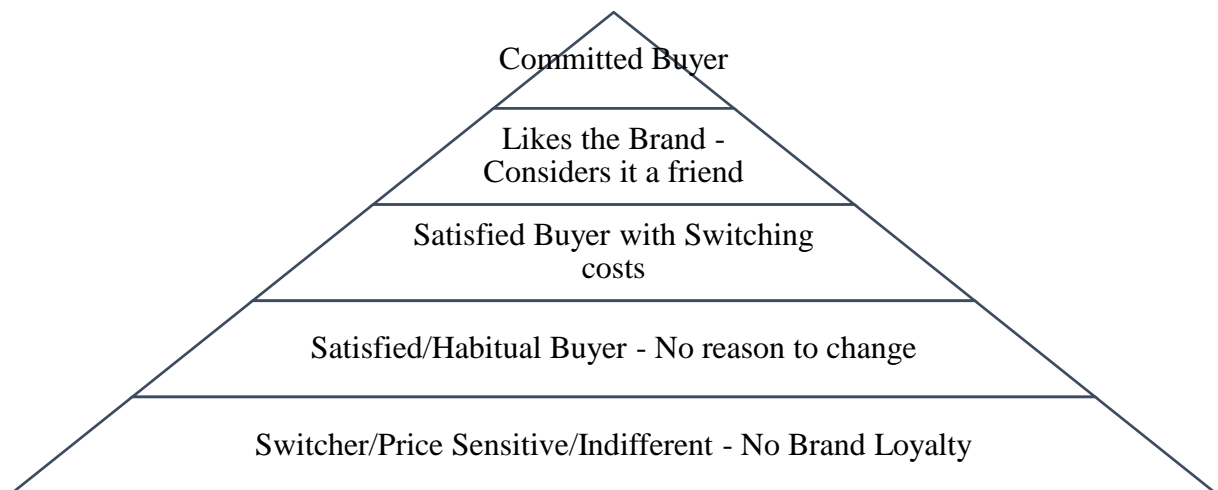 Committed Buyer
Likes the Brand -
Considers it a friend
Satisfied Buyer with Switching
costs
Satisfied/Habitual Buyer - No reason to change
Switcher/Price Sensitive/Indifferent - No Brand Loyalty